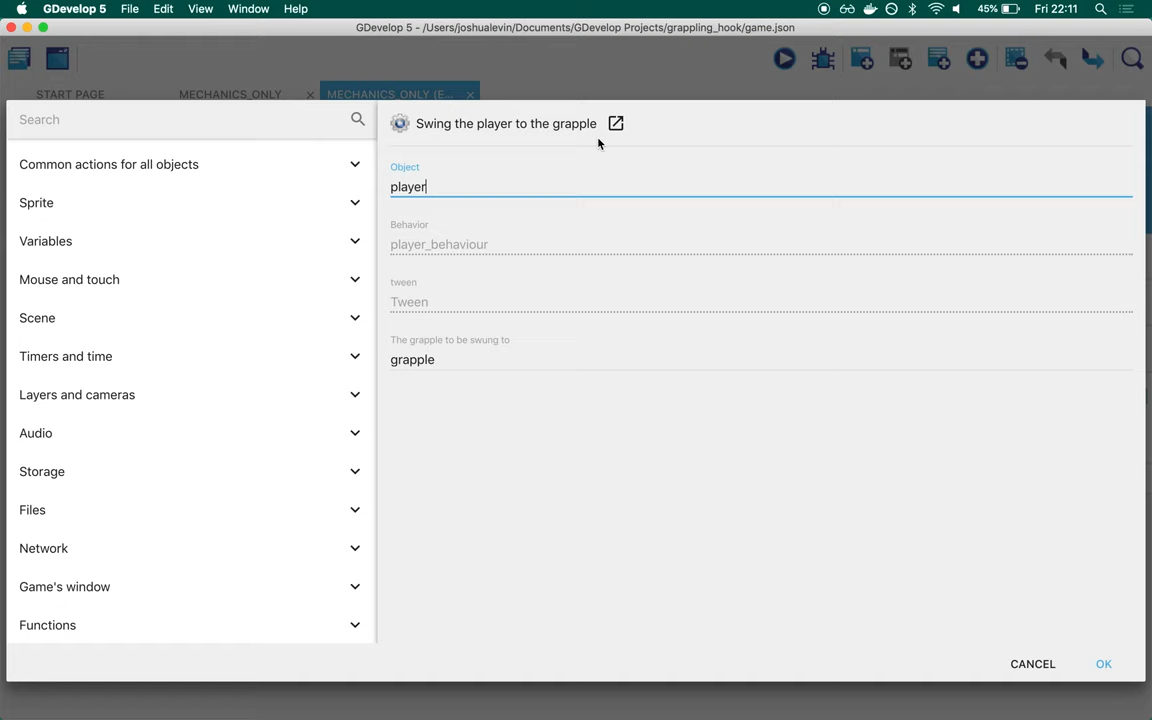 GDevelop 5 File Edit View Window Help 45% Fri 22:11
GDevelop 5 - /Users/joshualevin/Documents/GDevelop Projects/grappling_hook/game.json
START PAGE MECHANICS_ONLY MECHANICS_ONLY (E...
Search
Common actions for all objects
Sprite
Variables
Mouse and touch
Scene
Timers and time
Layers and cameras
Audio
Storage
Files
Network
Game's window
Functions
Swing the player to the grapple
Object
player
Behavior
player_behaviour
tween
Tween
The grapple to be swung to
grapple
CANCEL OK